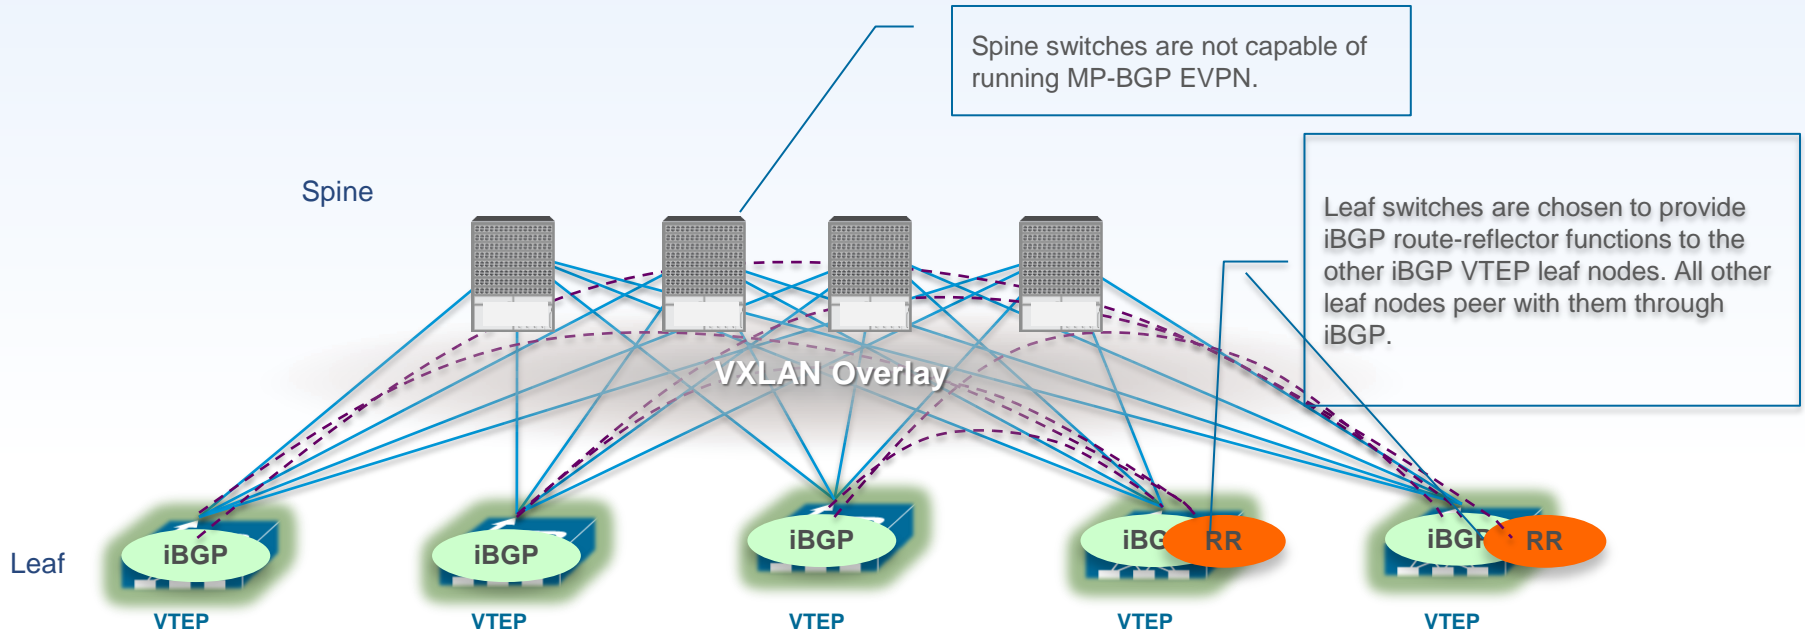 Spine switches are not capable of
running MP-BGP EVPN.
Spine
Leaf switches are chosen to provide
iBGP route-reflector functions to the
other iBGP VTEP leaf nodes. All other
leaf nodes peer with them through
iBGP.
VXLAN Overlay
Leaf
iBGP
iBGP
iBGP
iBG
RR
iBGP
RR
VTEP
VTEP
VTEP
VTEP
VTEP